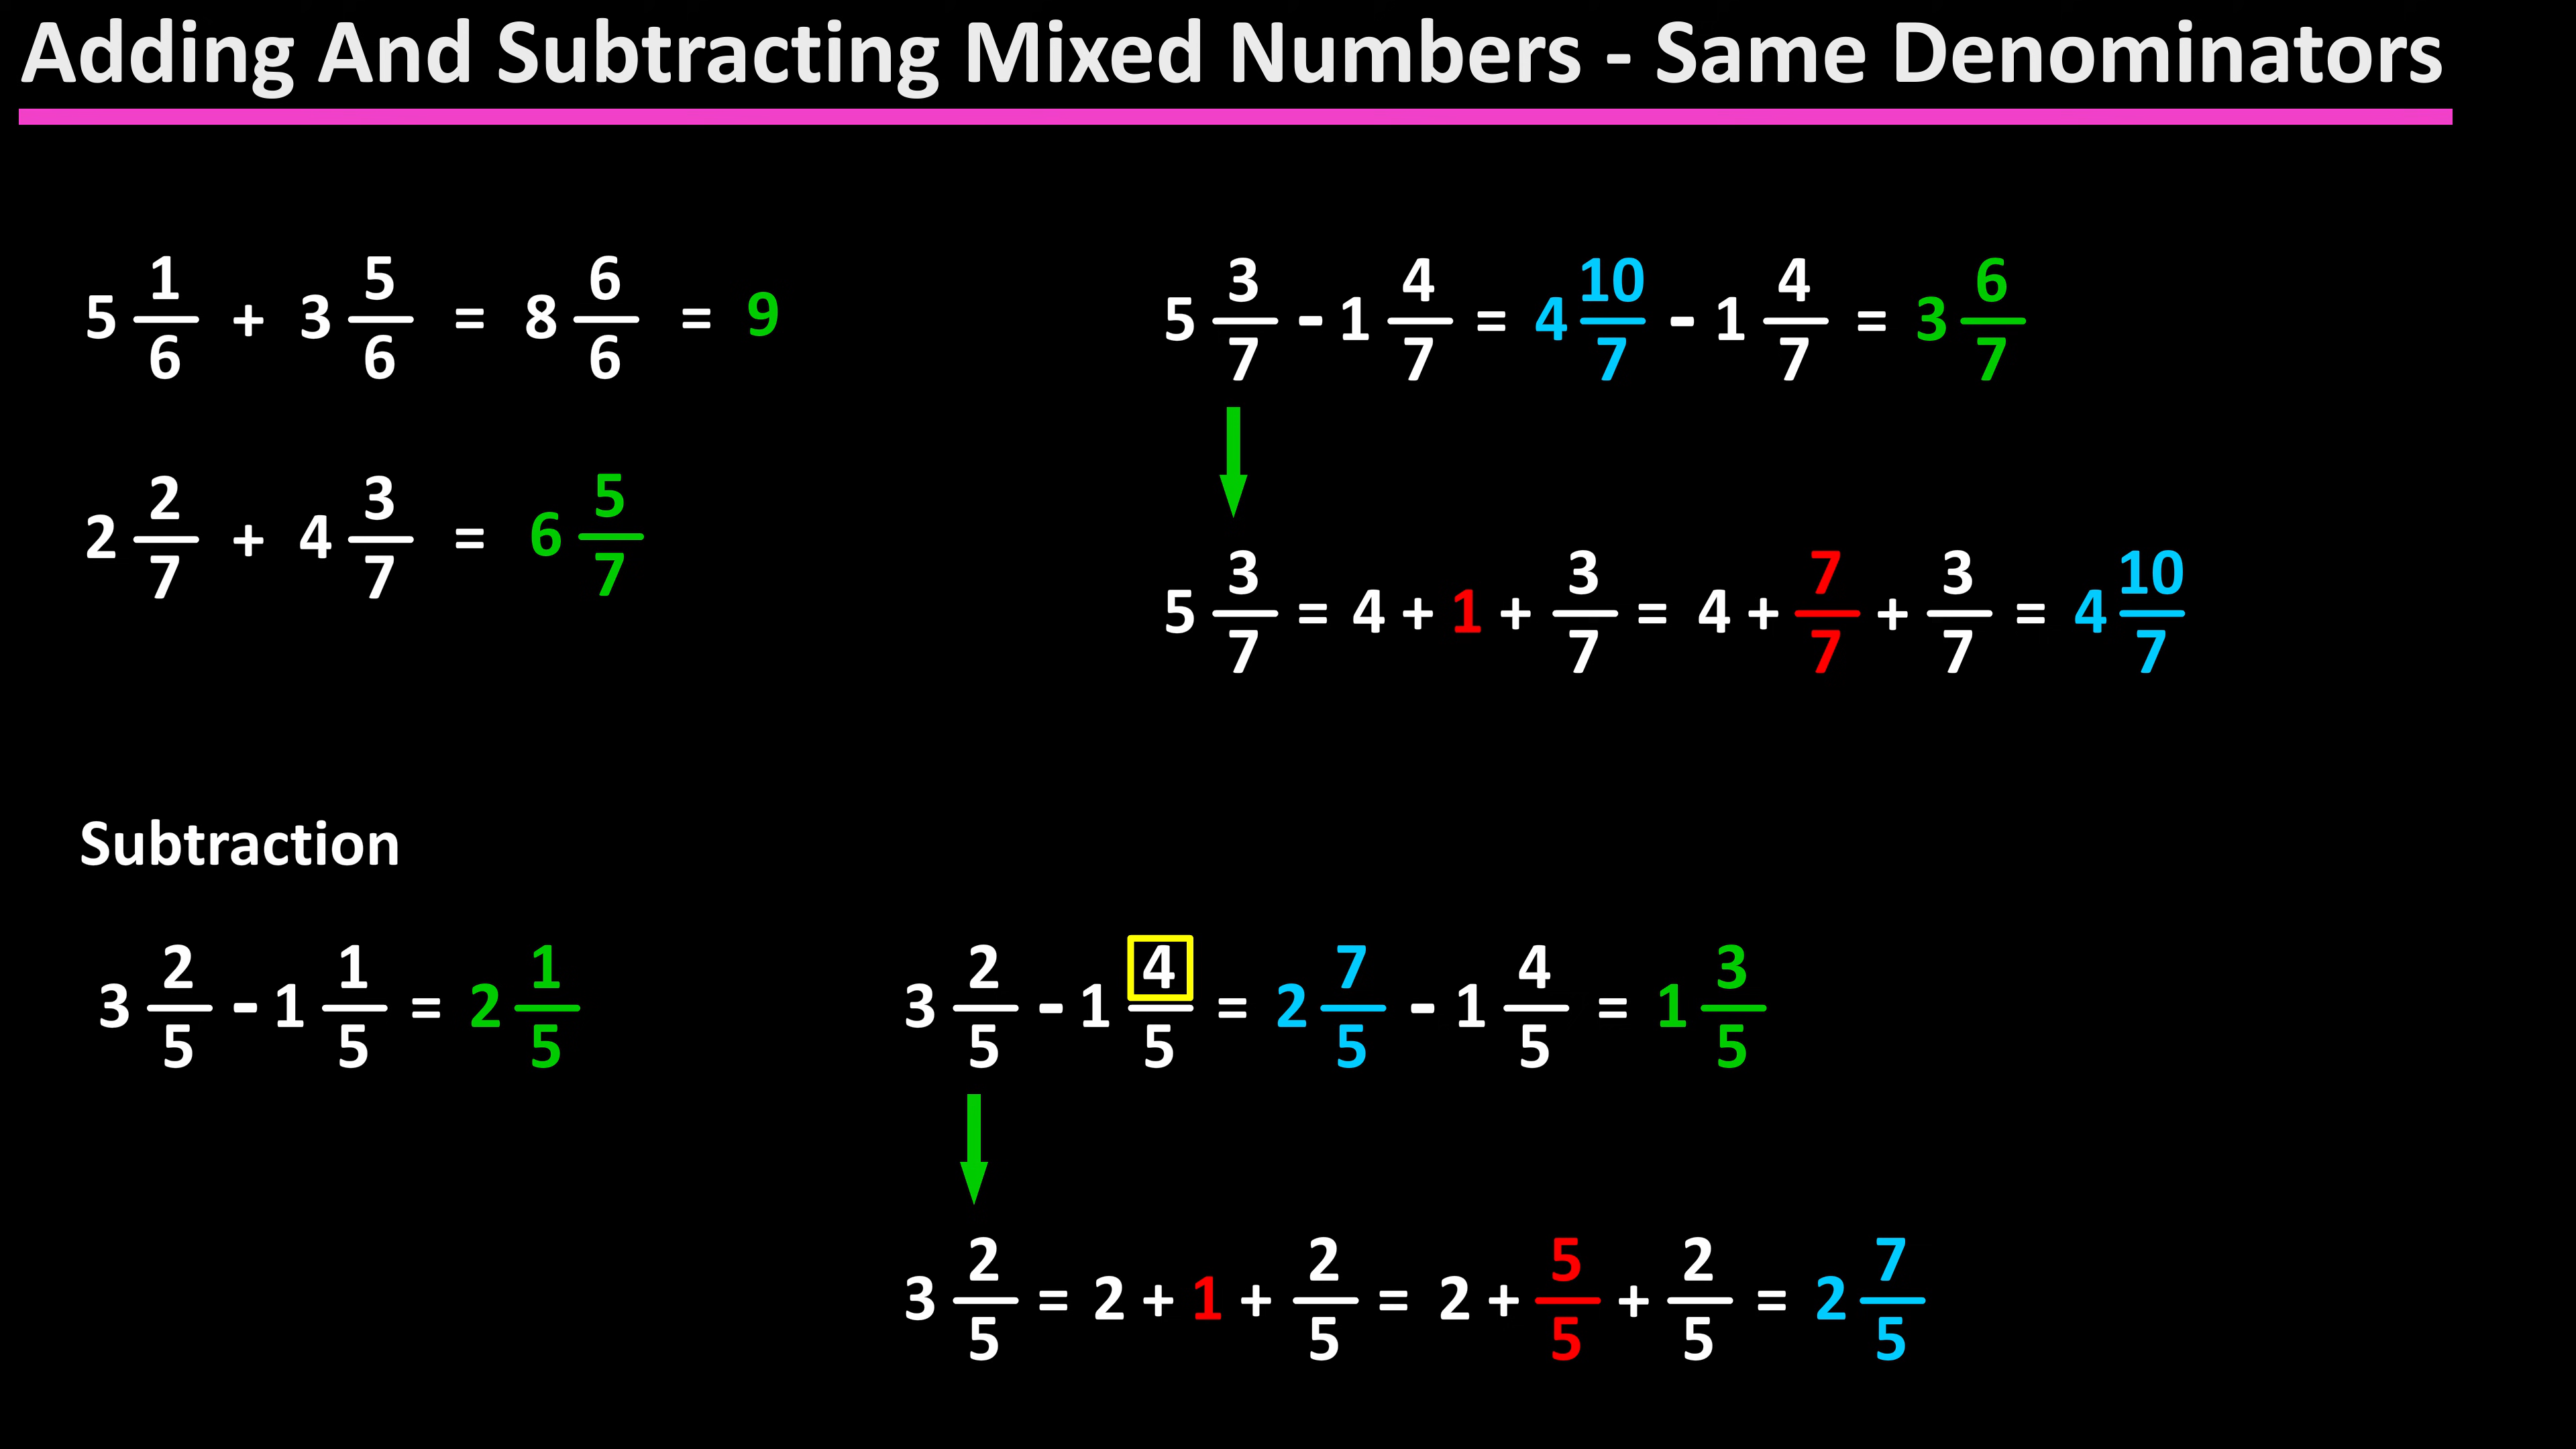 Adding And Subtracting Mixed Numbers - Same Denominators
5 1/6 + 3 5/6 = 8 6/6 = 9
2 2/7 + 4 3/7 = 6 5/7
5 3/7 - 1 4/7 = 4 10/7 - 1 4/7 = 3 6/7
5 3/7 = 4 + 1 + 3/7 = 4 + 7/7 + 3/7 = 4 10/7
Subtraction
3 2/5 - 1 1/5 = 2 1/5
3 2/5 - 1 4/5 = 2 7/5 - 1 4/5 = 1 3/5
3 2/5 = 2 + 1 + 2/5 = 2 + 5/5 + 2/5 = 2 7/5